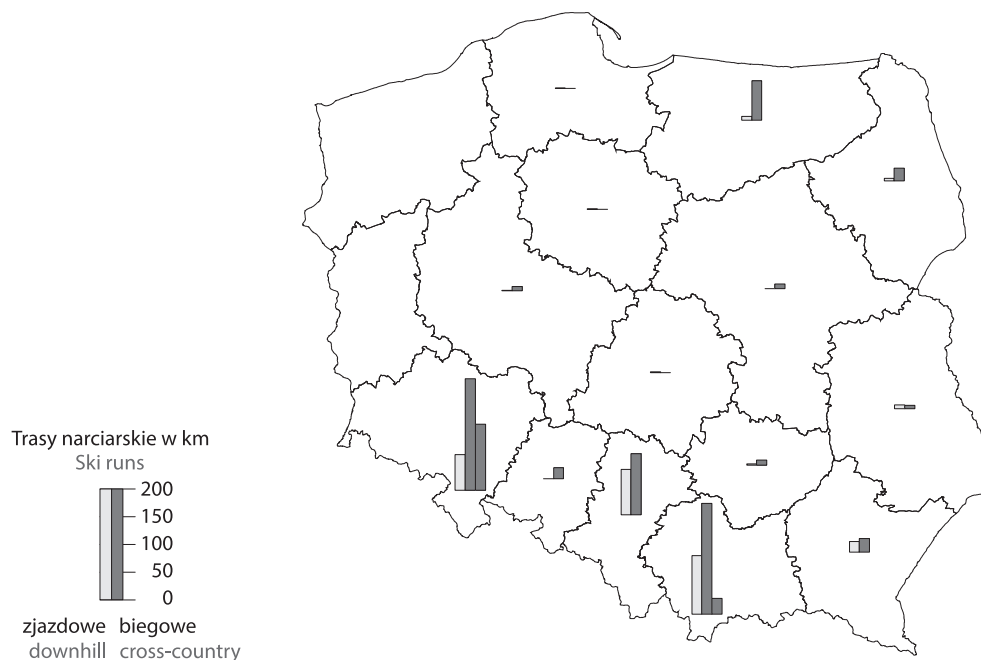 Trasy narciarskie w km
Ski runs
200
150
100
50
0
zjazdowe biegowe
downhill cross-country